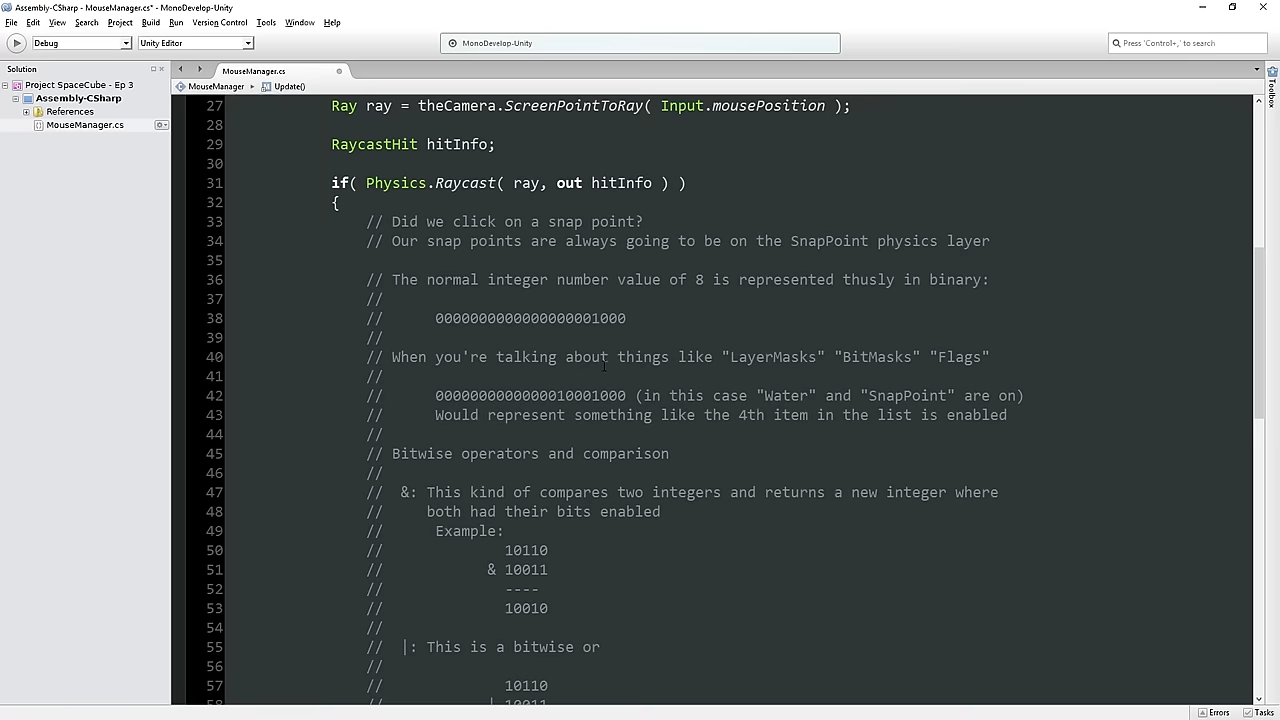 Assembly-CSharp - MouseManager.cs* - MonoDevelop-Unity
File Edit View Search Project Build Run Version Control Tools Window Help
Debug Unity Editor MonoDevelop-Unity Press 'Control+,' to search
Solution MouseManager.cs
MouseManager Update()
Project SpaceCube - Ep 3
Assembly-CSharp
References
MouseManager.cs
Toolbox
27 Ray ray = theCamera.ScreenPointToRay( Input.mousePosition );
28
29 RaycastHit hitInfo;
30
31 if( Physics.Raycast( ray, out hitInfo ) )
32 {
33 // Did we click on a snap point?
34 // Our snap points are always going to be on the SnapPoint physics layer
35
36 // The normal integer number value of 8 is represented thusly in binary:
37 //
38 // 0000000000000000001000
39 //
40 // When you're talking about things like "LayerMasks" "BitMasks" "Flags"
41 //
42 // 0000000000000010001000 (in this case "Water" and "SnapPoint" are on)
43 // Would represent something like the 4th item in the list is enabled
44 //
45 // Bitwise operators and comparison
46 //
47 // &: This kind of compares two integers and returns a new integer where
48 // both had their bits enabled
49 // Example:
50 // 10110
51 // & 10011
52 // ----
53 // 10010
54 //
55 // |: This is a bitwise or
56 //
57 // 10110
58 // | 10011
Errors Tasks